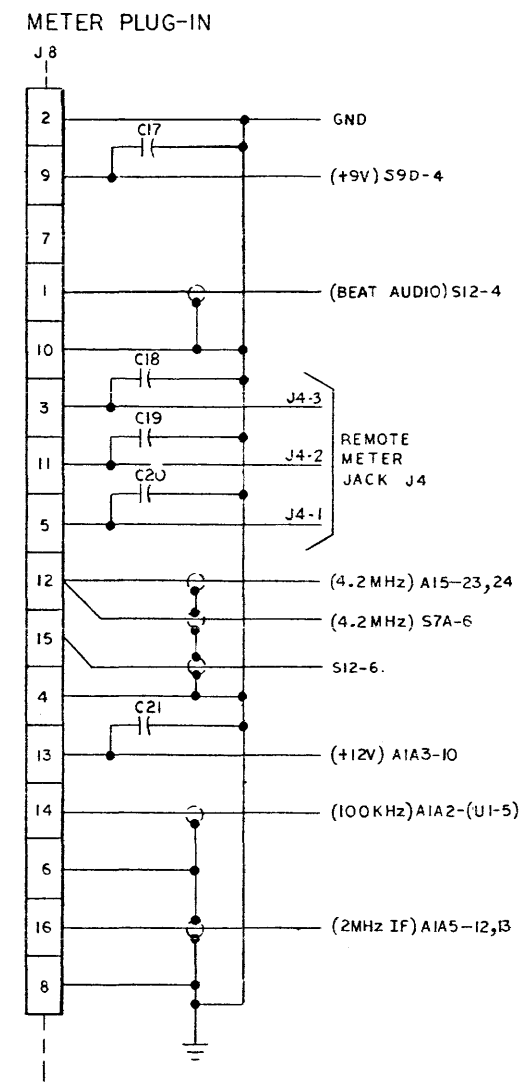 METER PLUG-IN
J8
2
GND
C17
9
(+9V) S9D-4
7
1
(BEAT AUDIO) S12-4
10
C18
3
J4-3
C19
11
J4-2
REMOTE
METER
JACK J4
C20
5
J4-1
12
(4.2MHz) A15-23,24
(4.2MHz) S7A-6
15
S12-6.
4
C21
13
(+12V) A1A3-10
14
(100KHz) A1A2-(U1-5)
6
16
(2MHz IF) A1A5-12,13
8